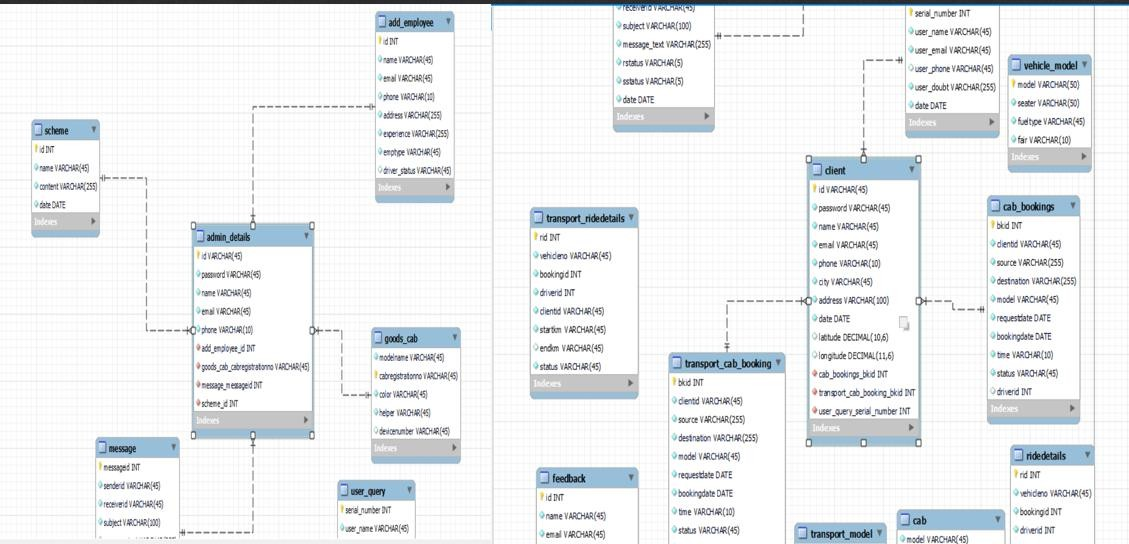 add_employee
id INT
name VARCHAR(45)
email VARCHAR(45)
phone VARCHAR(10)
address VARCHAR(255)
experience VARCHAR(255)
emptype VARCHAR(45)
driver_status VARCHAR(45)
Indexes
scheme
id INT
name VARCHAR(45)
content VARCHAR(255)
date DATE
Indexes
admin_details
id VARCHAR(45)
password VARCHAR(45)
name VARCHAR(45)
email VARCHAR(45)
phone VARCHAR(10)
add_employee_id INT
goods_cab_cabregistrationno VARCHAR(45)
message_messageid INT
scheme_id INT
Indexes
goods_cab
modelname VARCHAR(45)
cabregistrationno VARCHAR(45)
color VARCHAR(45)
helper VARCHAR(45)
devicenumber VARCHAR(45)
Indexes
message
messageid INT
senderid VARCHAR(45)
receiverid VARCHAR(45)
subject VARCHAR(100)
user_query
serial_number INT
user_name VARCHAR(45)
receiverid VARCHAR(45)
subject VARCHAR(100)
message_text VARCHAR(255)
rstatus VARCHAR(5)
sstatus VARCHAR(5)
date DATE
Indexes
serial_number INT
user_name VARCHAR(45)
user_email VARCHAR(45)
user_phone VARCHAR(45)
user_doubt VARCHAR(255)
date DATE
Indexes
vehicle_model
model VARCHAR(50)
seater VARCHAR(50)
fueltype VARCHAR(45)
fair VARCHAR(10)
Indexes
client
id VARCHAR(45)
password VARCHAR(45)
name VARCHAR(45)
email VARCHAR(45)
phone VARCHAR(10)
city VARCHAR(45)
address VARCHAR(100)
date DATE
latitude DECIMAL(10,6)
longitude DECIMAL(11,6)
cab_bookings_bkid INT
transport_cab_booking_bkid INT
user_query_serial_number INT
Indexes
cab_bookings
bkid INT
clientid VARCHAR(45)
source VARCHAR(255)
destination VARCHAR(255)
model VARCHAR(45)
requestdate DATE
bookingdate DATE
time VARCHAR(10)
status VARCHAR(45)
driverid INT
Indexes
transport_ridedetails
rid INT
vehicleno VARCHAR(45)
bookingid INT
driverid INT
clientid VARCHAR(45)
startkm VARCHAR(45)
endkm VARCHAR(45)
status VARCHAR(45)
Indexes
transport_cab_booking
bkid INT
clientid VARCHAR(45)
source VARCHAR(255)
destination VARCHAR(255)
model VARCHAR(45)
requestdate DATE
bookingdate DATE
time VARCHAR(10)
status VARCHAR(45)
feedback
id INT
name VARCHAR(45)
email VARCHAR(45)
transport_model
cab
model VARCHAR(45)
ridedetails
rid INT
vehicleno VARCHAR(45)
bookingid INT
driverid INT